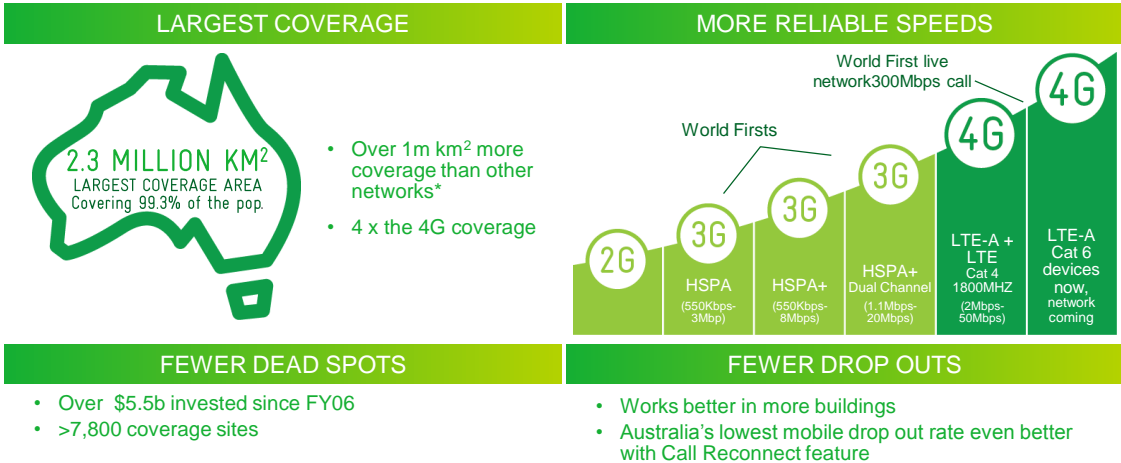 LARGEST COVERAGE
2.3 MILLION KM²
LARGEST COVERAGE AREA
Covering 99.3% of the pop.
• Over 1m km² more
coverage than other
networks*
• 4 x the 4G coverage
MORE RELIABLE SPEEDS
World First live
network300Mbps call
World Firsts
2G
3G
HSPA
(550Kbps-
3Mbp)
3G
HSPA+
(550Kbps-
8Mbps)
3G
HSPA+
Dual Channel
(1.1Mbps-
20Mbps)
4G
LTE-A +
LTE
Cat 4
1800MHZ
(2Mbps-
50Mbps)
4G
LTE-A
Cat 6
devices
now,
network
coming
FEWER DEAD SPOTS
• Over $5.5b invested since FY06
• >7,800 coverage sites
FEWER DROP OUTS
• Works better in more buildings
• Australia's lowest mobile drop out rate even better
with Call Reconnect feature